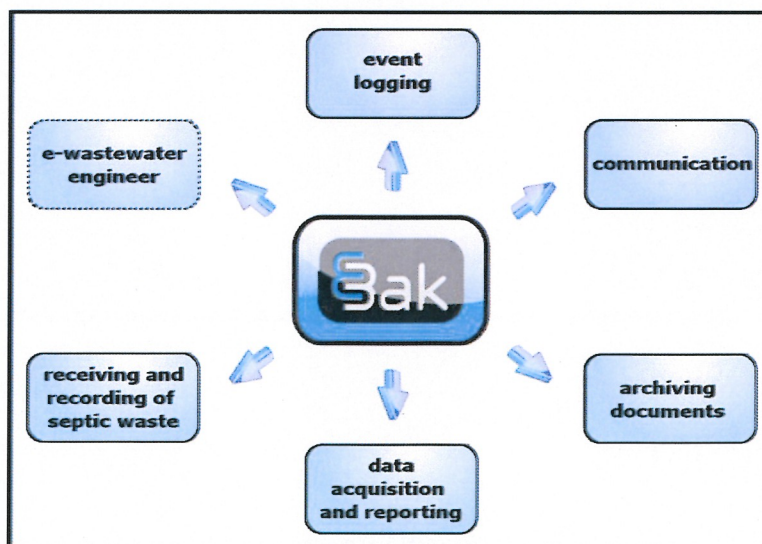 event
logging
e-wastewater
engineer
communication
Bak
receiving and
recording of
septic waste
archiving
documents
data
acquisition
and reporting